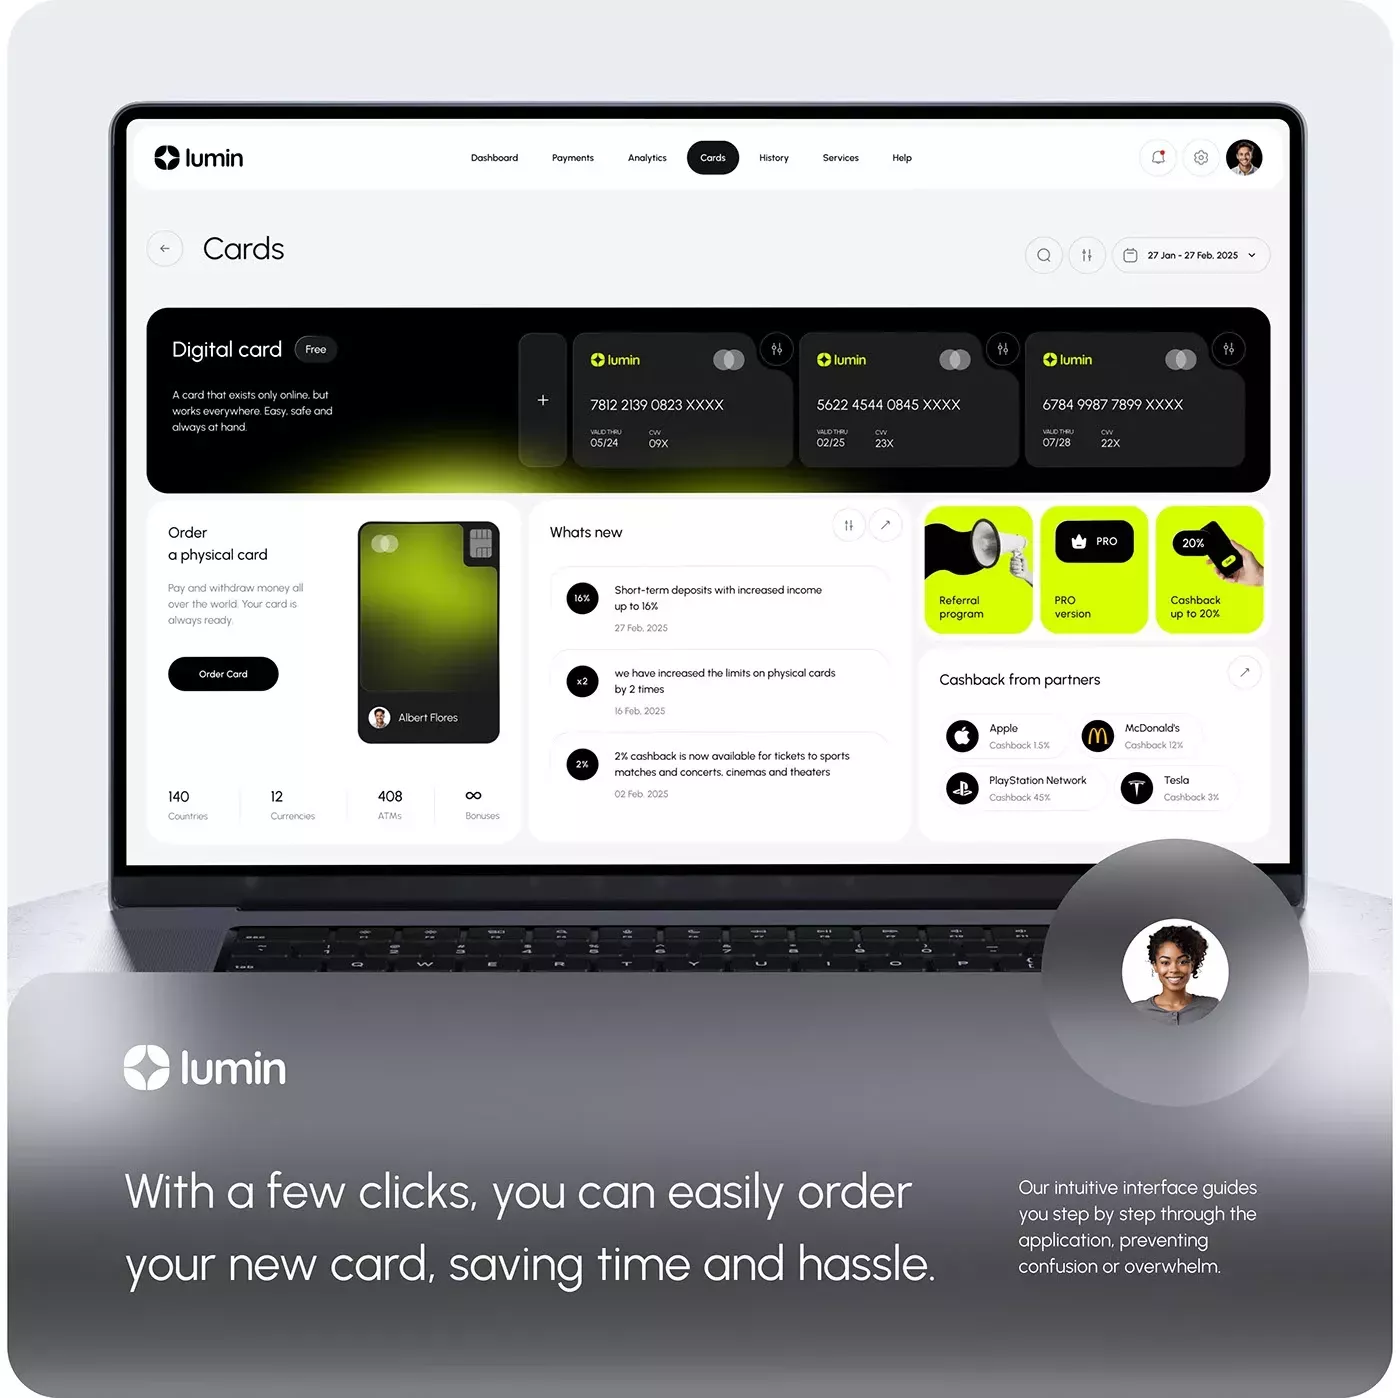 lumin
Dashboard
Payments
Analytics
Cards
History
Services
Help
Cards
27 Jan - 27 Feb, 2025
Digital card
Free
A card that exists only online, but
works everywhere. Easy, safe and
always at hand.
+
lumin
7812 2139 0823 XXXX
VALID THRU
CVV
05/24
09X
lumin
5622 4544 0845 XXXX
VALID THRU
CVV
02/25
23X
lumin
6784 9987 7899 XXXX
VALID THRU
CVV
07/28
22X
Order
a physical card
Pay and withdraw money all
over the world. Your card is
always ready.
Order Card
Albert Flores
140
Countries
12
Currencies
408
ATMs
∞
Bonuses
Whats new
16%
Short-term deposits with increased income
up to 16%
27 Feb, 2025
x2
we have increased the limits on physical cards
by 2 times
16 Feb, 2025
2%
2% cashback is now available for tickets to sports
matches and concerts, cinemas and theaters
02 Feb. 2025
Referral
program
PRO
PRO
version
20%
Cashback
up to 20%
Cashback from partners
Apple
Cashback 1.5%
McDonald's
Cashback 12%
PlayStation Network
Cashback 45%
Tesla
Cashback 3%
Q W E R T Y U I O P
tab
lumin
With a few clicks, you can easily order
your new card, saving time and hassle.
Our intuitive interface guides
you step by step through the
application, preventing
confusion or overwhelm.